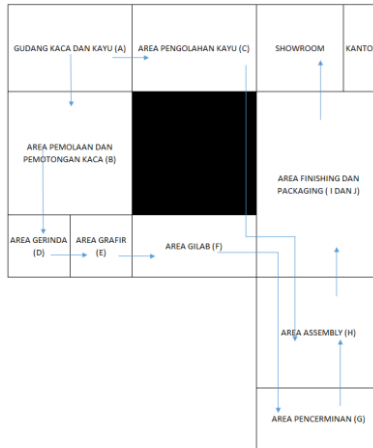 GUDANG KACA DAN KAYU (A)
AREA PENGOLAHAN KAYU (C)
SHOWROOM
KANTO
AREA PEMOLAAN DAN
PEMOTONGAN KACA (B)
AREA FINISHING DAN
PACKAGING ( I DAN J)
AREA GERINDA
(D)
AREA GRAFIR
(E)
AREA GILAB (F)
AREA ASSEMBLY (H)
AREA PENCERMINAN (G)